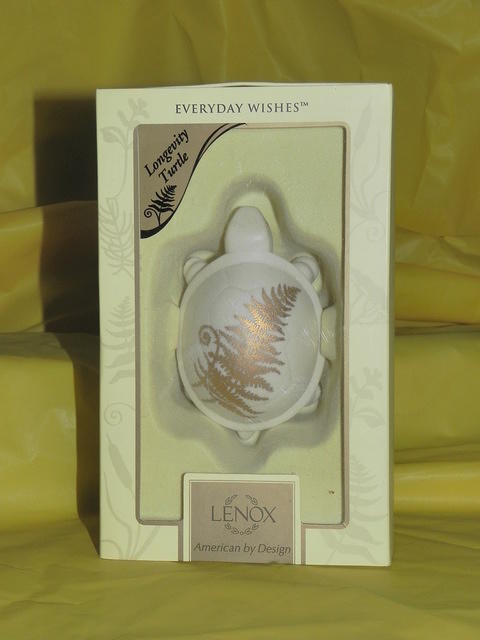 EVERYDAY WISHES™
Longevity
Turtle
LENOX
American by Design